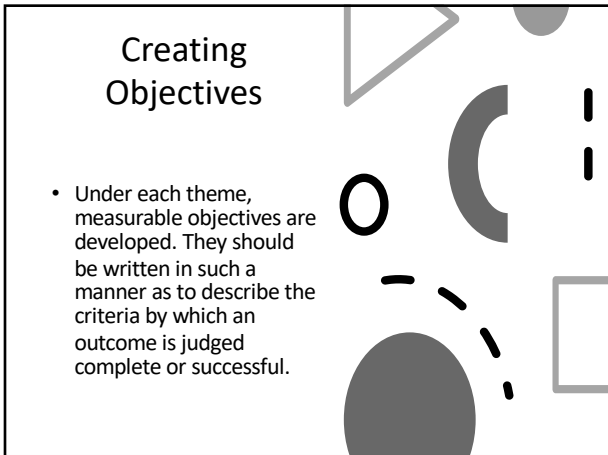 Creating
Objectives
• Under each theme,
measurable objectives are
developed. They should
be written in such a
manner as to describe the
criteria by which an
outcome is judged
complete or successful.